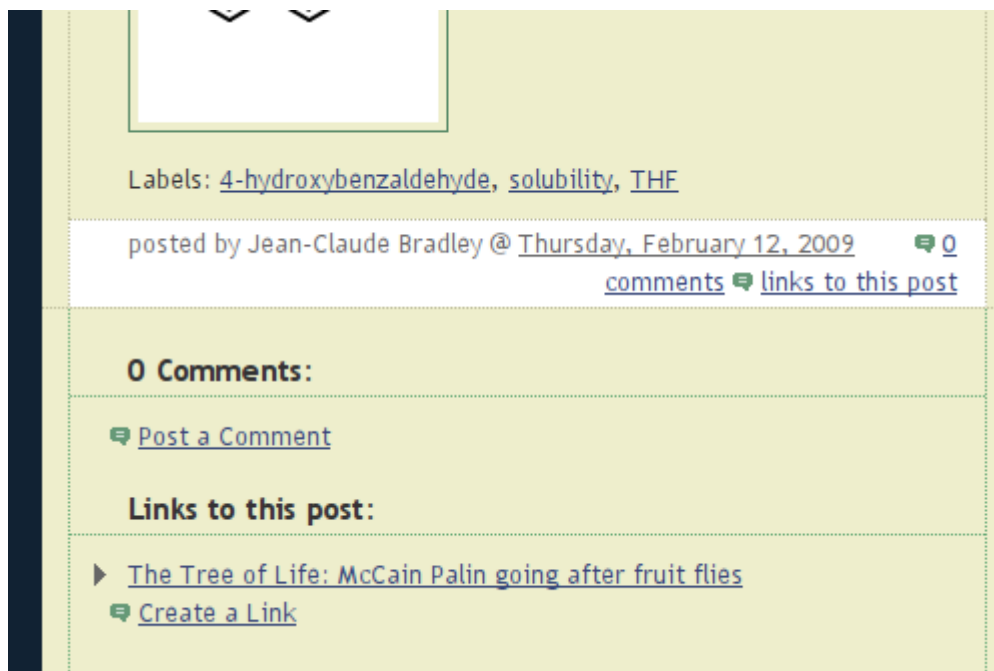 Labels: 4-hydroxybenzaldehyde, solubility, THF
posted by Jean-Claude Bradley @ Thursday, February 12, 2009 0
comments links to this post
0 Comments:
Post a Comment
Links to this post:
The Tree of Life: McCain Palin going after fruit flies
Create a Link